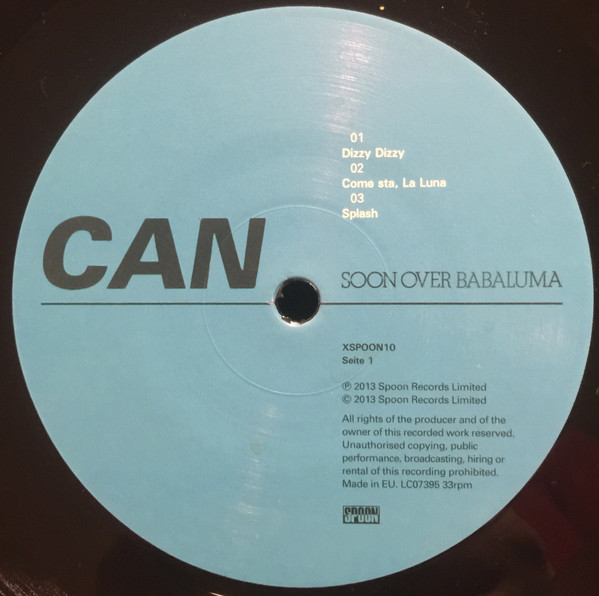 01
Dizzy Dizzy
02
Come sta, La Luna
03
Splash
CAN
SOON OVER BABALUMA
XSPOON10
Seite 1
℗ 2013 Spoon Records Limited
© 2013 Spoon Records Limited
All rights of the producer and of the
owner of this recorded work reserved.
Unauthorised copying, public
performance, broadcasting, hiring or
rental of this recording prohibited.
Made in EU. LC07395 33rpm
SPOON